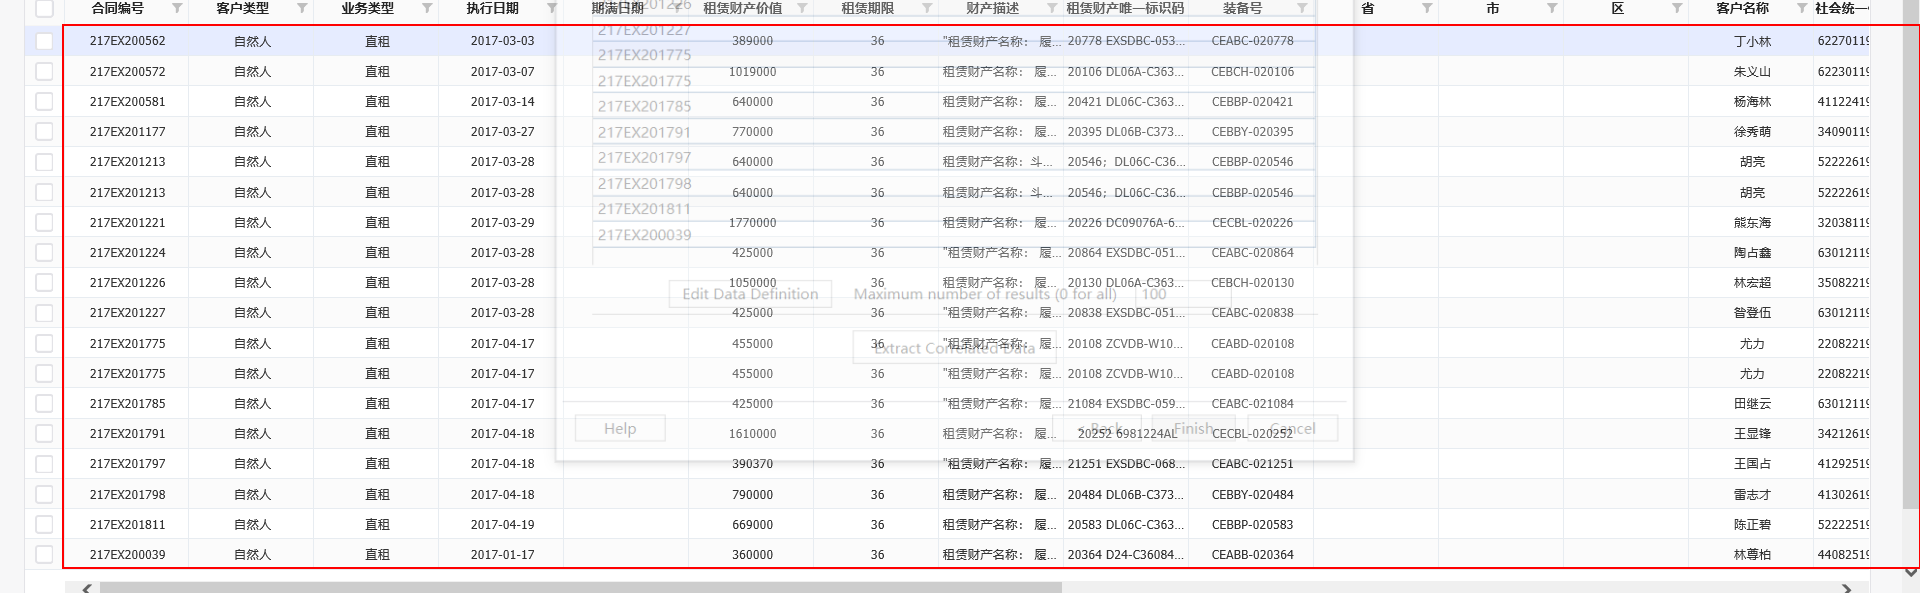 合同编号 客户类型 业务类型 执行日期 期满日期 租赁财产价值 租赁期限 财产描述 租赁财产唯一标识码 装备号 省 市 区 客户名称 社会统一
217EX200562 自然人 直租 2017-03-03 389000 36 "租赁财产名称： 履... 20778 EXSDBC-053... CEABC-020778 丁小林 62270119
217EX200572 自然人 直租 2017-03-07 1019000 36 租赁财产名称： 履... 20106 DL06A-C363... CEBCH-020106 朱义山 62230119
217EX200581 自然人 直租 2017-03-14 640000 36 租赁财产名称： 履... 20421 DL06C-C363... CEBBP-020421 杨海林 41122419
217EX201177 自然人 直租 2017-03-27 770000 36 租赁财产名称： 履... 20395 DL06B-C373... CEBBY-020395 徐秀萌 34090119
217EX201213 自然人 直租 2017-03-28 640000 36 租赁财产名称：斗... 20546；DL06C-C36... CEBBP-020546 胡亮 52222619
217EX201213 自然人 直租 2017-03-28 640000 36 租赁财产名称：斗... 20546；DL06C-C36... CEBBP-020546 胡亮 52222619
217EX201221 自然人 直租 2017-03-29 1770000 36 租赁财产名称： 履... 20226 DC09076A-6... CECBL-020226 熊东海 32038119
217EX201224 自然人 直租 2017-03-28 425000 36 "租赁财产名称： 履... 20864 EXSDBC-051... CEABC-020864 陶占鑫 63012119
217EX201226 自然人 直租 2017-03-28 1050000 36 租赁财产名称： 履... 20130 DL06A-C363... CEBCH-020130 林宏超 35082219
217EX201227 自然人 直租 2017-03-28 425000 36 "租赁财产名称： 履... 20838 EXSDBC-051... CEABC-020838 昝登伍 63012119
217EX201775 自然人 直租 2017-04-17 455000 36 "租赁财产名称： 履... 20108 ZCVDB-W10... CEABD-020108 尤力 22082219
217EX201775 自然人 直租 2017-04-17 455000 36 "租赁财产名称： 履... 20108 ZCVDB-W10... CEABD-020108 尤力 22082219
217EX201785 自然人 直租 2017-04-17 425000 36 "租赁财产名称： 履... 21084 EXSDBC-059... CEABC-021084 田继云 63012119
217EX201791 自然人 直租 2017-04-18 1610000 36 租赁财产名称： 履... 20252 6981224AL CECBL-020252 王显锋 34212619
217EX201797 自然人 直租 2017-04-18 390370 36 "租赁财产名称： 履... 21251 EXSDBC-068... CEABC-021251 王国占 41292519
217EX201798 自然人 直租 2017-04-18 790000 36 租赁财产名称： 履... 20484 DL06B-C373... CEBBY-020484 雷志才 41302619
217EX201811 自然人 直租 2017-04-19 669000 36 租赁财产名称： 履... 20583 DL06C-C363... CEBBP-020583 陈正碧 52222519
217EX200039 自然人 直租 2017-01-17 360000 36 租赁财产名称： 履... 20364 D24-C36084... CEABB-020364 林尊柏 44082519
217EX201226
217EX201227
217EX201775
217EX201775
217EX201785
217EX201791
217EX201797
217EX201798
217EX201811
217EX200039
Edit Data Definition Maximum number of results (0 for all) 100
Extract Correlated Data
Help < Back Finish Cancel